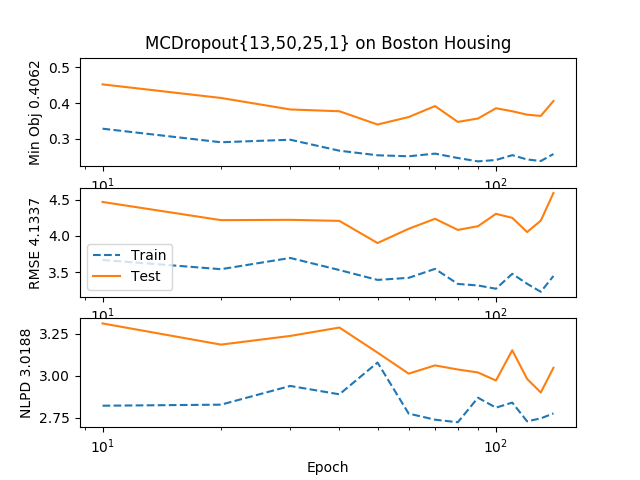 MCDropout{13,50,25,1} on Boston Housing
Min Obj 0.4062
0.5
0.4
0.3
10¹
10²
RMSE 4.1337
4.5
4.0
3.5
Train
Test
10¹
10²
NLPD 3.0188
3.25
3.00
2.75
10¹
10²
Epoch